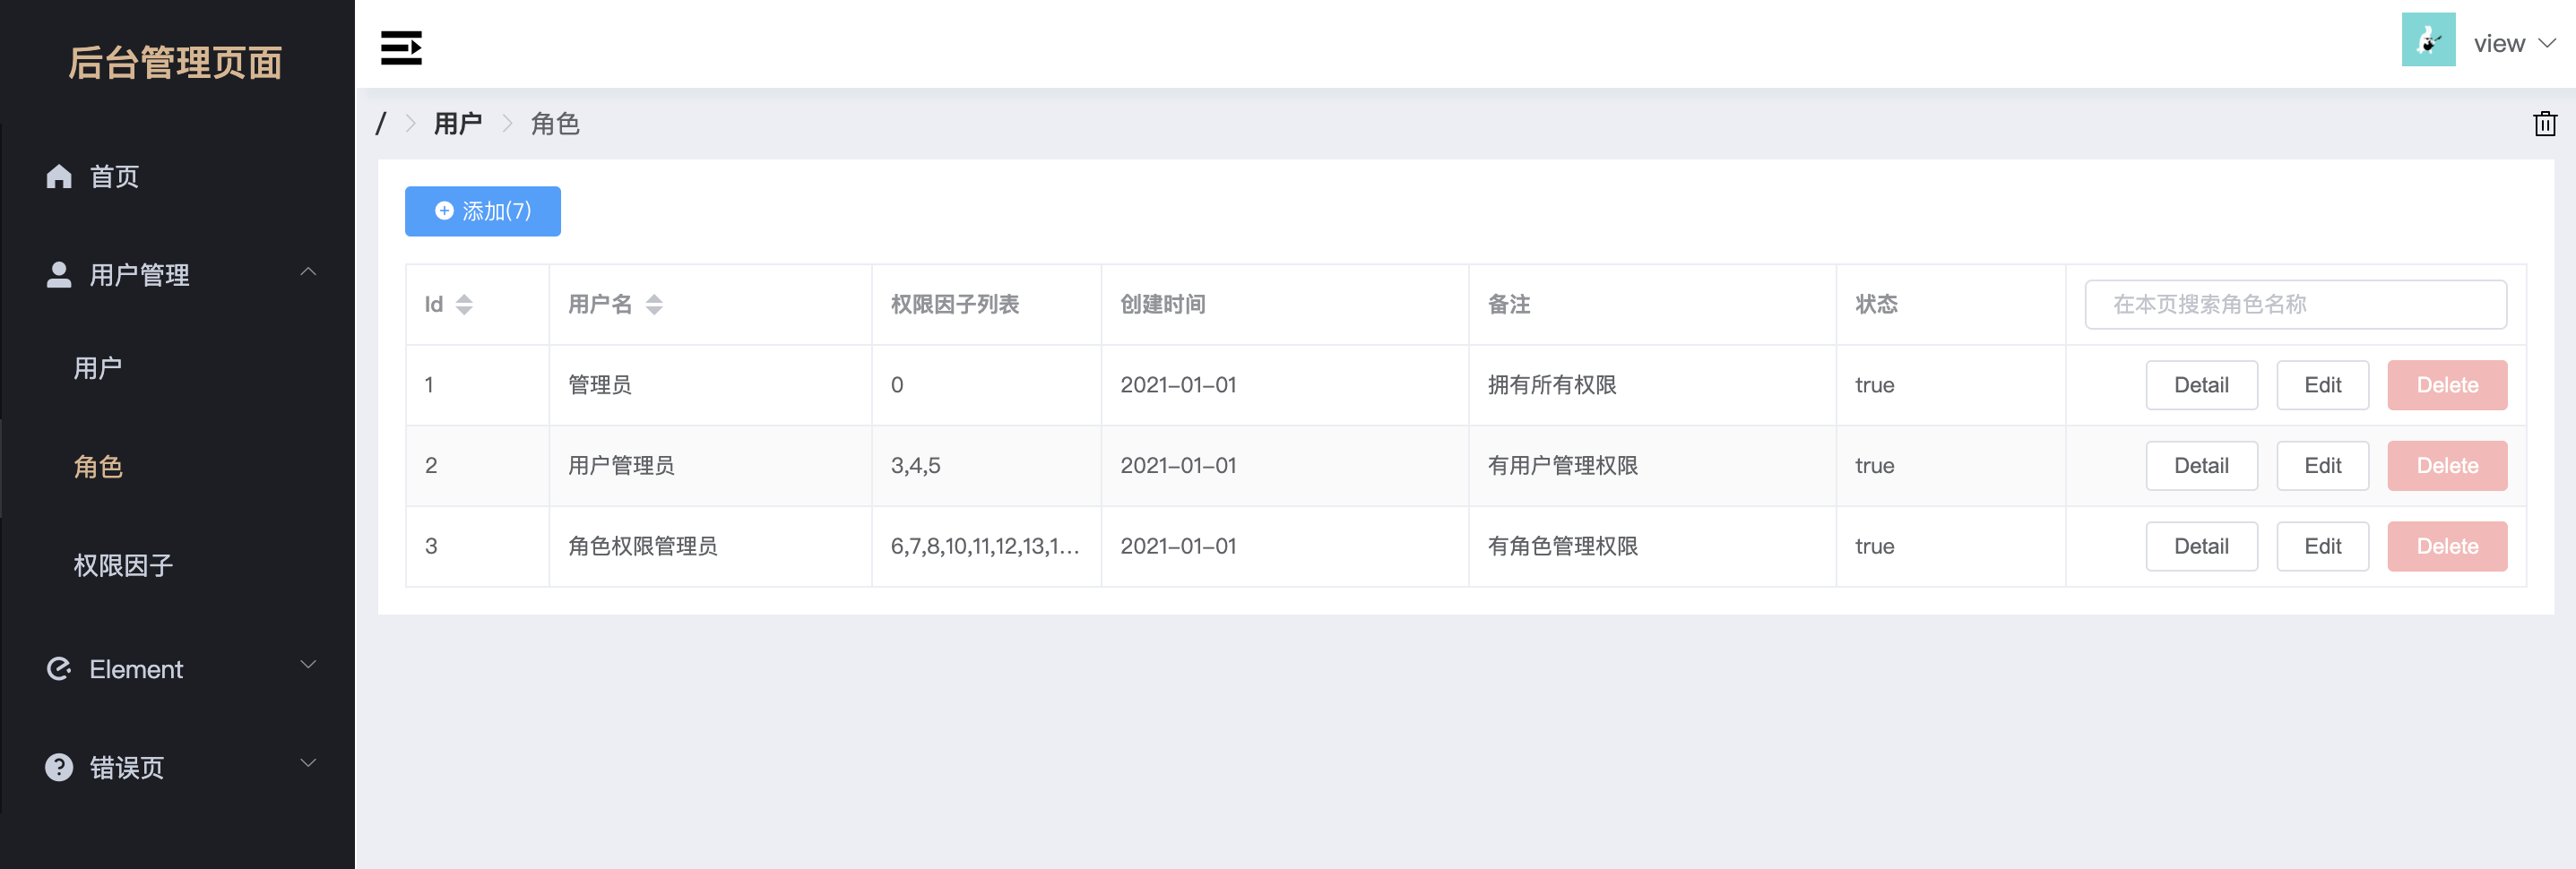 后台管理页面
首页
用户管理
用户
角色
权限因子
Element
错误页
view
/ 用户 角色
添加(7)
Id 用户名 权限因子列表 创建时间 备注 状态 在本页搜索角色名称
1 管理员 0 2021-01-01 拥有所有权限 true Detail Edit Delete
2 用户管理员 3,4,5 2021-01-01 有用户管理权限 true Detail Edit Delete
3 角色权限管理员 6,7,8,10,11,12,13,1... 2021-01-01 有角色管理权限 true Detail Edit Delete